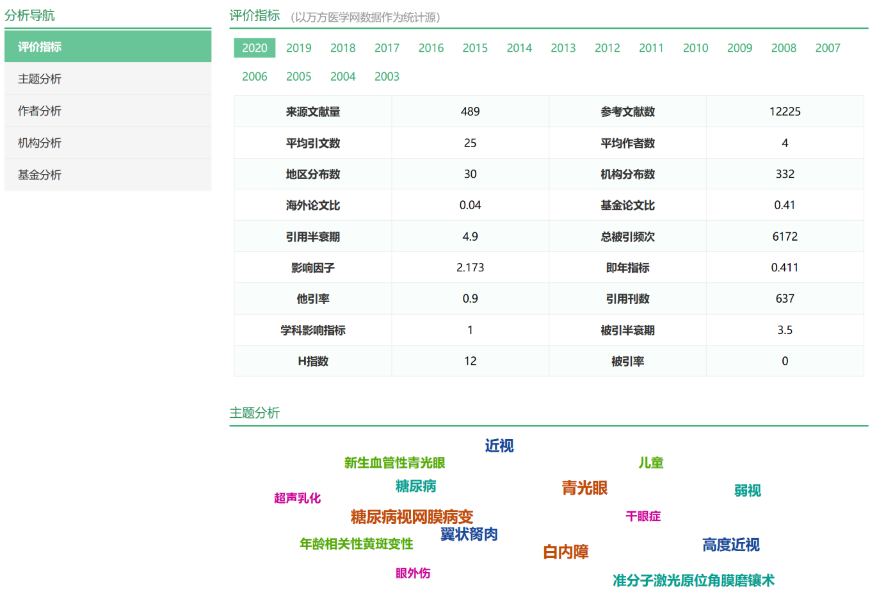 分析导航
评价指标
主题分析
作者分析
机构分析
基金分析
评价指标 (以万方医学网数据作为统计源)
2020 2019 2018 2017 2016 2015 2014 2013 2012 2011 2010 2009 2008 2007
2006 2005 2004 2003
来源文献量 489 参考文献数 12225
平均引文数 25 平均作者数 4
地区分布数 30 机构分布数 332
海外论文比 0.04 基金论文比 0.41
引用半衰期 4.9 总被引频次 6172
影响因子 2.173 即年指标 0.411
他引率 0.9 引用刊数 637
学科影响指标 1 被引半衰期 3.5
H指数 12 被引率 0
主题分析
近视
新生血管性青光眼 儿童
糖尿病 青光眼 弱视
超声乳化
糖尿病视网膜病变 干眼症
翼状胬肉
年龄相关性黄斑变性 白内障 高度近视
眼外伤
准分子激光原位角膜磨镶术